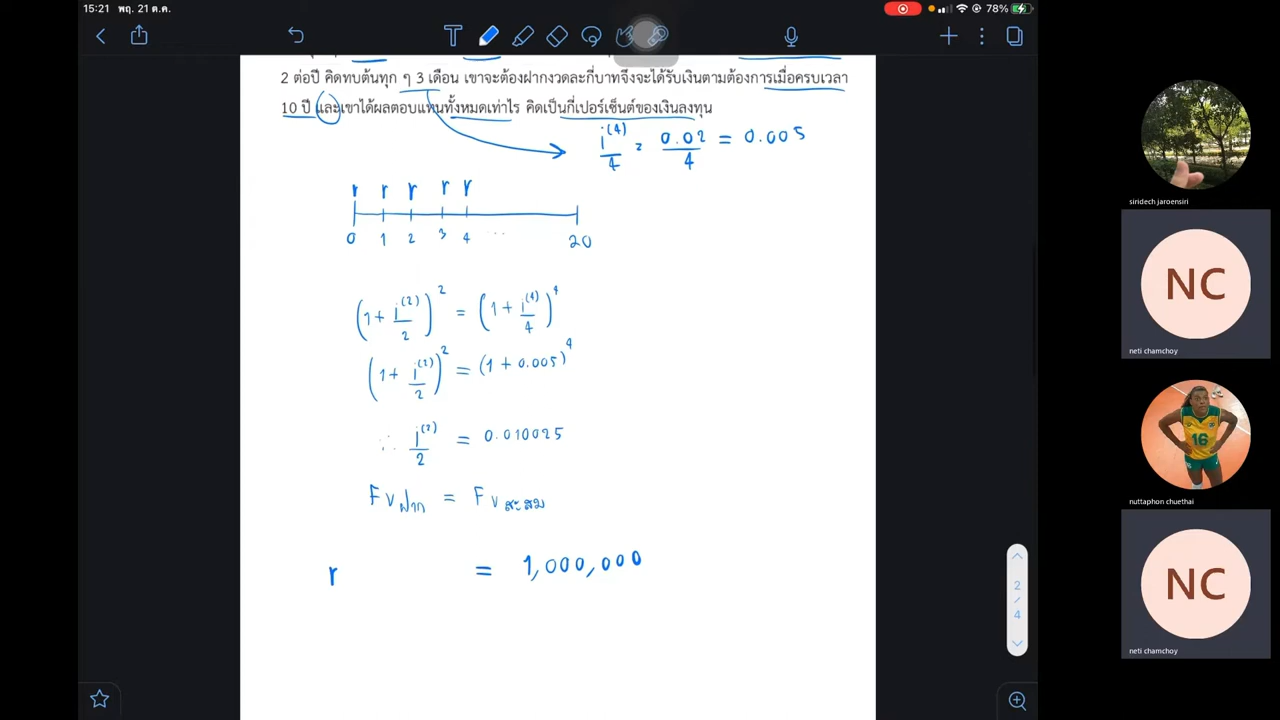 15:21 พฤ. 21 ต.ค.
78%
2 ต่อปี คิดทบต้นทุก ๆ 3 เดือน เขาจะต้องฝากงวดละกี่บาทจึงจะได้รับเงินตามต้องการเมื่อครบเวลา
10 ปี และเขาได้ผลตอบแทนทั้งหมดเท่าไร คิดเป็นกี่เปอร์เซ็นต์ของเงินลงทุน
i^(4)/4 = 0.02/4 = 0.005
r r r r r
0 1 2 3 4 .. 20
(1 + i^(2)/2)^2 = (1 + i^(4)/4)^4
(1 + i^(2)/2)^2 = (1 + 0.005)^4
∴ i^(2)/2 = 0.010025
Fv ฝาก = Fv สะสม
r = 1,000,000
siridech jaroensiri
NC
neti chamchoy
16
nuttaphon chuethai
NC
neti chamchoy
2
/
4